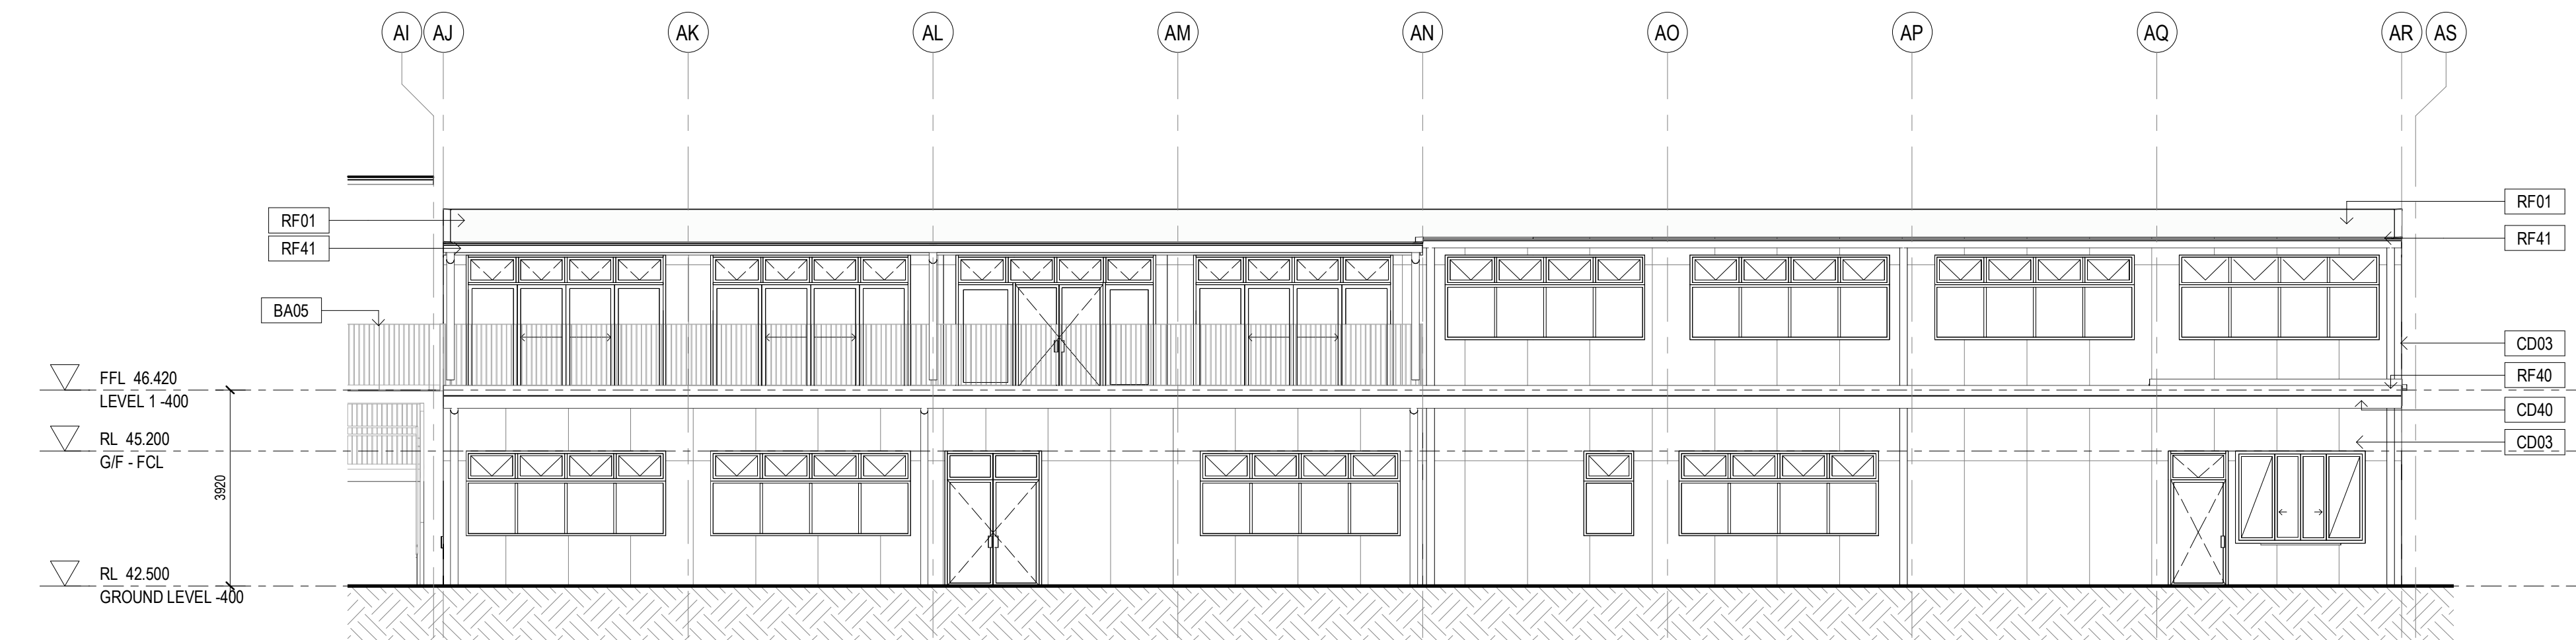 AI
AJ
AK
AL
AM
AN
AO
AP
AQ
AR
AS
RF01
RF41
BA05
RF01
RF41
CD03
RF40
CD40
CD03
FFL 46.420
LEVEL 1 -400
RL 45.200
G/F - FCL
3920
RL 42.500
GROUND LEVEL -400